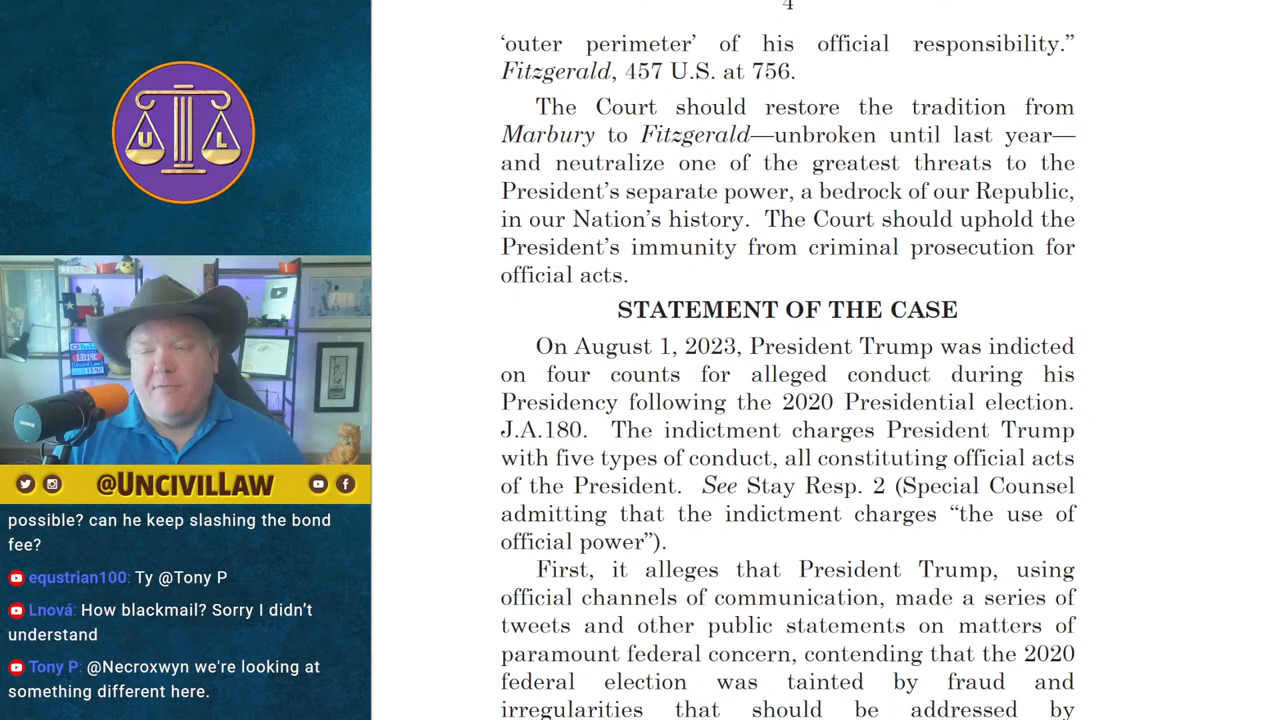 U L
@UNCIVILLAW
possible? can he keep slashing the bond
fee?
equstrian100: Ty @Tony P
Lnová: How blackmail? Sorry I didn't
understand
Tony P: @Necroxwyn we're looking at
something different here.
4
‘outer perimeter’ of his official responsibility.”
Fitzgerald, 457 U.S. at 756.
The Court should restore the tradition from
Marbury to Fitzgerald—unbroken until last year—
and neutralize one of the greatest threats to the
President’s separate power, a bedrock of our Republic,
in our Nation’s history. The Court should uphold the
President’s immunity from criminal prosecution for
official acts.
STATEMENT OF THE CASE
On August 1, 2023, President Trump was indicted
on four counts for alleged conduct during his
Presidency following the 2020 Presidential election.
J.A.180. The indictment charges President Trump
with five types of conduct, all constituting official acts
of the President. See Stay Resp. 2 (Special Counsel
admitting that the indictment charges “the use of
official power”).
First, it alleges that President Trump, using
official channels of communication, made a series of
tweets and other public statements on matters of
paramount federal concern, contending that the 2020
federal election was tainted by fraud and
irregularities that should be addressed by